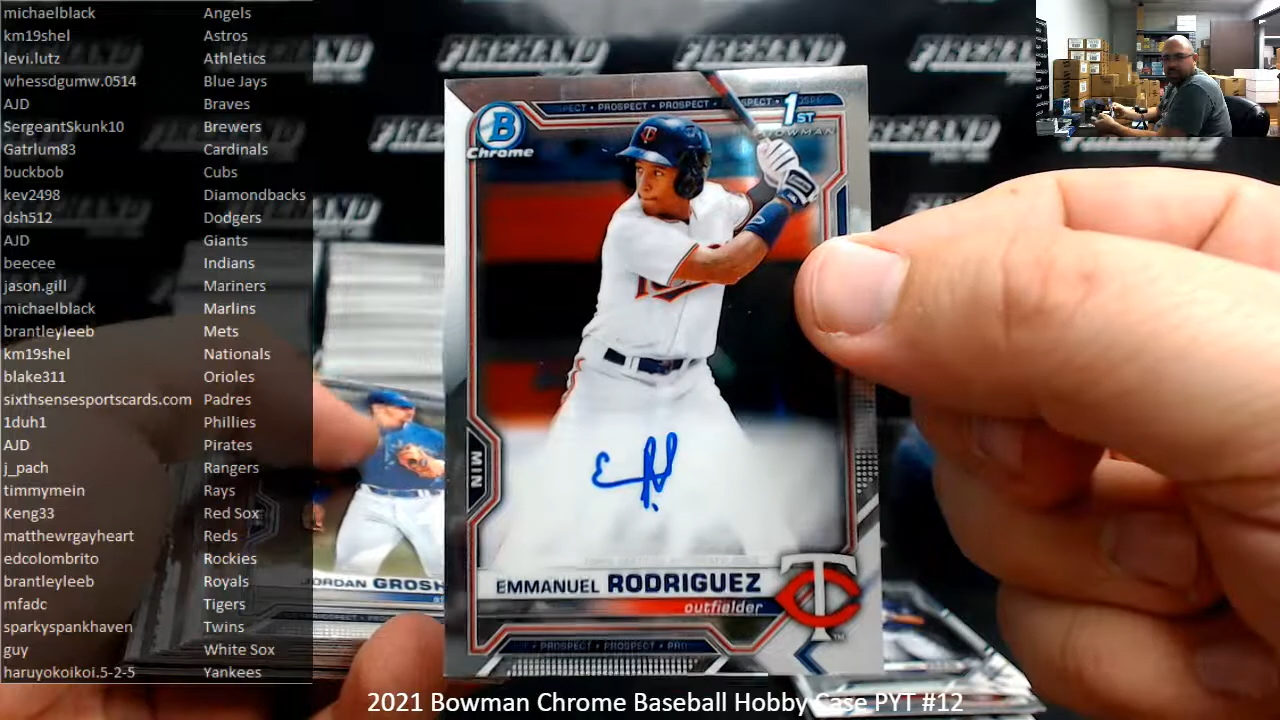 michaelblack Angels
km19shel Astros
levi.lutz Athletics
whessdgumw.0514 Blue Jays
AJD Braves
SergeantSkunk10 Brewers
Gatrlum83 Cardinals
buckbob Cubs
kev2498 Diamondbacks
dsh512 Dodgers
AJD Giants
beecee Indians
jason.gill Mariners
michaelblack Marlins
brantleyleeb Mets
km19shel Nationals
blake311 Orioles
sixthsensesportscards.com Padres
1duh1 Phillies
AJD Pirates
j_pach Rangers
timmymein Rays
Keng33 Red Sox
matthewrgayheart Reds
edcolombrito Rockies
brantleyleeb Royals
mfadc Tigers
sparkyspankhaven Twins
guy White Sox
haruyokoikoi.5-2-5 Yankees
FIREHAND FIREHAND FIREHAND
PROSPECT • PROSPECT
B
Chrome
1ST
BOWMAN
MIN
EMMANUEL RODRIGUEZ
outfielder
T C
PROSPECT • PROSPECT
JORDAN GROSH
2021 Bowman Chrome Baseball Hobby Case PYT #12